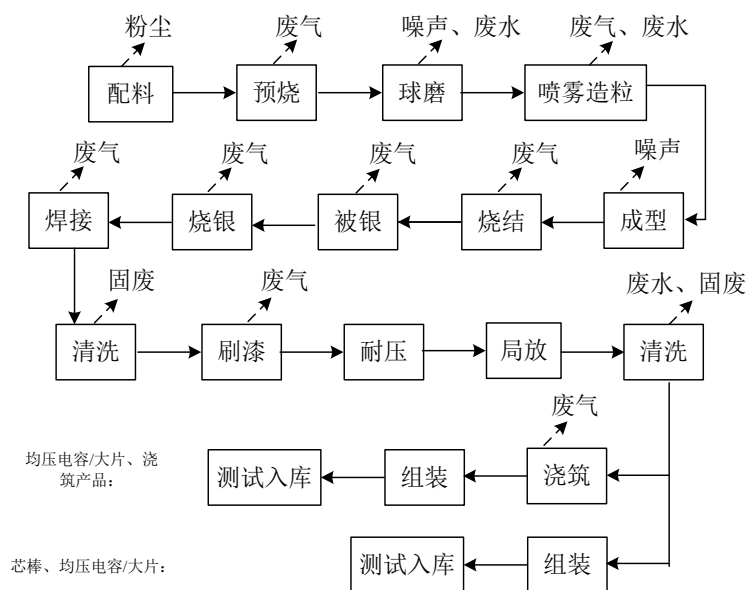 粉尘
废气
噪声、废水
废气、废水
配料
预烧
球磨
喷雾造粒
废气
废气
废气
废气
噪声
焊接
烧银
被银
烧结
成型
固废
废气
废水、固废
清洗
刷漆
耐压
局放
清洗
废气
均压电容/大片、浇
筑产品：
测试入库
组装
浇筑
芯棒、均压电容/大片：
测试入库
组装